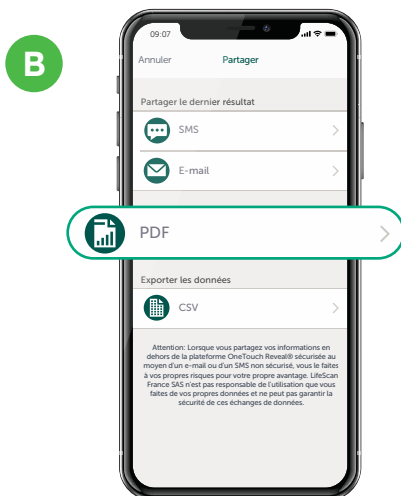 B
09:07
Annuler
Partager
Partager le dernier résultat
SMS
E-mail
PDF
Exporter les données
CSV
Attention: Lorsque vous partagez vos informations en
dehors de la plateforme OneTouch Reveal® sécurisée au
moyen d'un e-mail ou d'un SMS non sécurisé, vous le faites
à vos propres risques pour votre propre avantage. LifeScan
France SAS n'est pas responsable de l'utilisation que vous
faites de vos propres données et ne peut pas garantir la
sécurité de ces échanges de données.